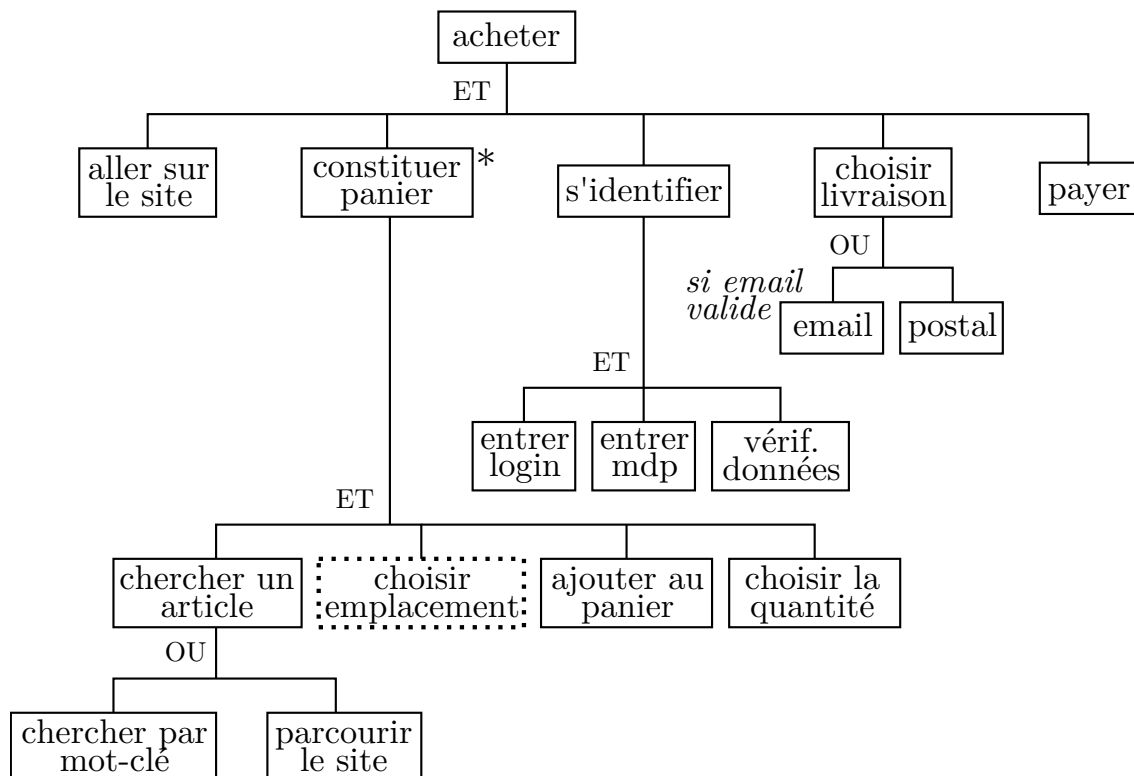 acheter
ET
aller sur
le site
constituer
panier
*
s'identifier
choisir
livraison
payer
OU
si email
valide
email
postal
ET
entrer
login
entrer
mdp
vérif.
données
ET
chercher un
article
choisir
emplacement
ajouter au
panier
choisir la
quantité
OU
chercher par
mot-clé
parcourir
le site